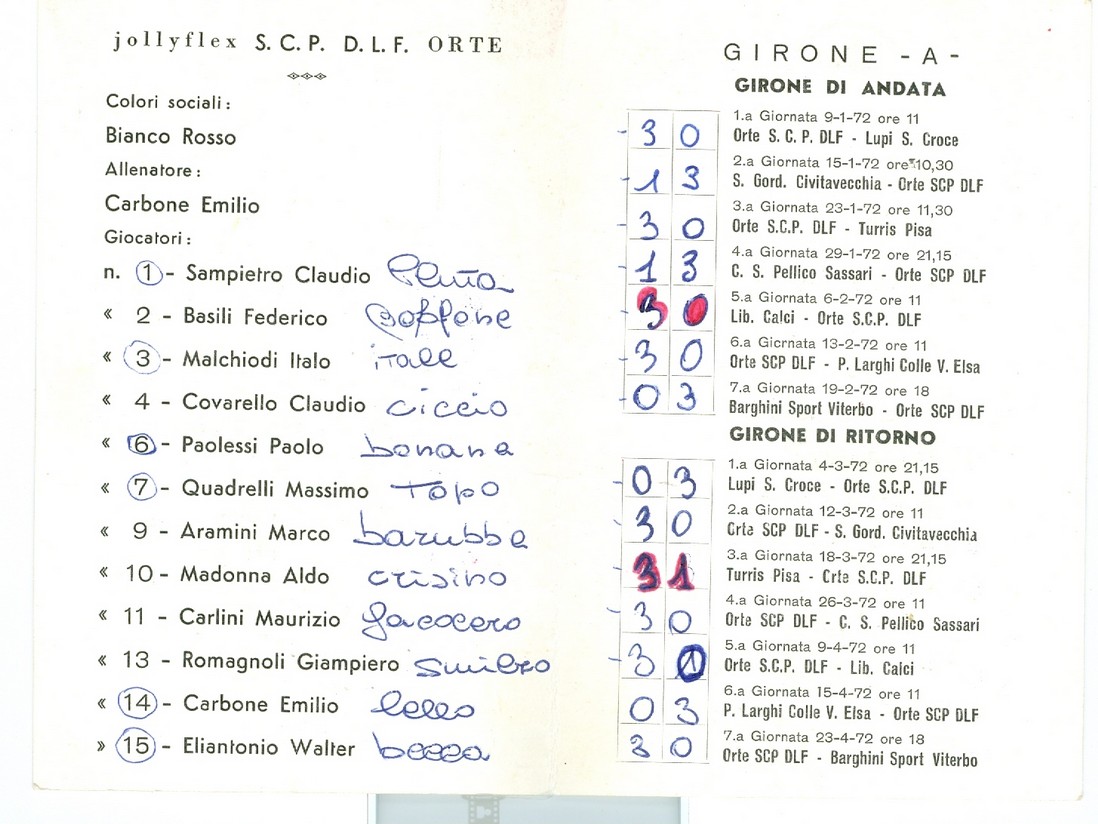 jollyflex S. C. P. D. L. F. ORTE
Colori sociali :
Bianco Rosso
Allenatore :
Carbone Emilio
Giocatori :
n. 1 - Sampietro Claudio
« 2 - Basili Federico Boffone
« 3 - Malchiodi Italo itale
« 4 - Covarello Claudio ciccio
« 6 - Paolessi Paolo banana
« 7 - Quadrelli Massimo Topo
« 9 - Aramini Marco barubba
« 10 - Madonna Aldo crisino
« 11 - Carlini Maurizio
« 13 - Romagnoli Giampiero
« 14 - Carbone Emilio lello
» 15 - Eliantonio Walter becca
GIRONE - A -
GIRONE DI ANDATA
1.a Giornata 9-1-72 ore 11
- 3 0 Orte S. C. P. DLF - Lupi S. Croce
2.a Giornata 15-1-72 ore 10,30
- 1 3 S. Gord. Civitavecchia - Orte SCP DLF
3.a Giornata 23-1-72 ore 11,30
- 3 0 Orte S.C.P. DLF - Turris Pisa
4.a Giornata 29-1-72 ore 21,15
- 1 3 C. S. Pellico Sassari - Orte SCP DLF
5.a Giornata 6-2-72 ore 11
- 3 0 Lib. Calci - Orte S.C.P. DLF
6.a Giornata 13-2-72 ore 11
- 3 0 Orte SCP DLF - P. Larghi Colle V. Elsa
7.a Giornata 19-2-72 ore 18
- 0 3 Barghini Sport Viterbo - Orte SCP DLF
GIRONE DI RITORNO
1.a Giornata 4-3-72 ore 21,15
- 0 3 Lupi S. Croce - Orte S.C.P. DLF
2.a Giornata 12-3-72 ore 11
- 3 0 Orte SCP DLF - S. Gord. Civitavecchia
3.a Giornata 18-3-72 ore 21,15
3 1 Turris Pisa - Crte S.C.P. DLF
4.a Giornata 26-3-72 ore 11
- 3 0 Orte SCP DLF - C. S. Pellico Sassari
5.a Giornata 9-4-72 ore 11
- 3 1 Orte S.C.P. DLF - Lib. Calci
6.a Giornata 15-4-72 ore 11
0 3 P. Larghi Colle V. Elsa - Orte SCP DLF
7.a Giornata 23-4-72 ore 18
- 3 0 Orte SCP DLF - Barghini Sport Viterbo